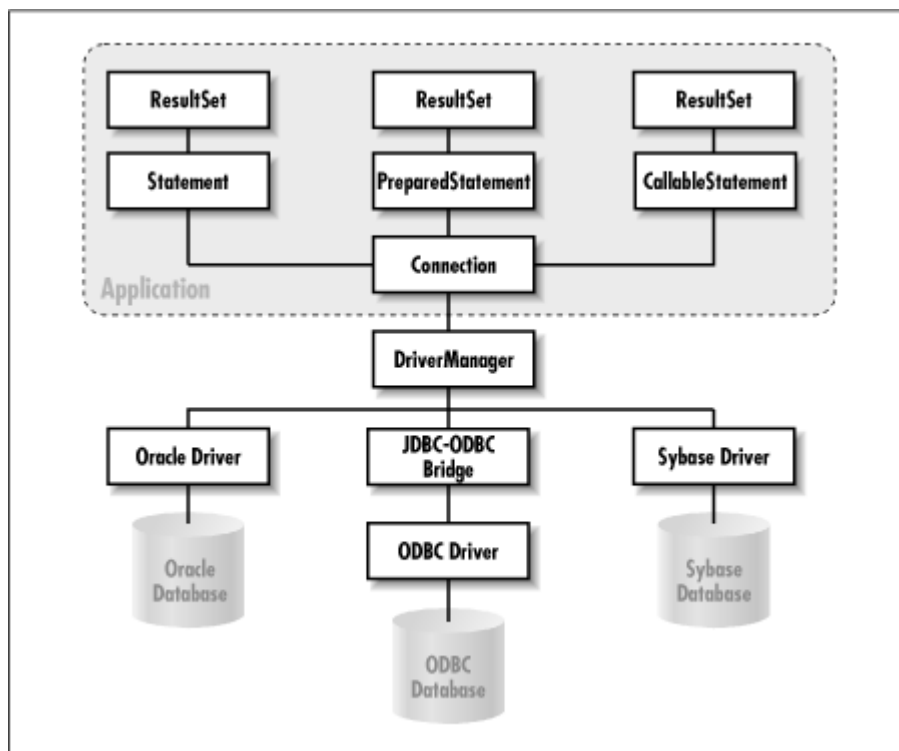 ResultSet
ResultSet
ResultSet
Statement
PreparedStatement
CallableStatement
Connection
Application
DriverManager
Oracle Driver
JDBC-ODBC
Bridge
Sybase Driver
ODBC Driver
Oracle
Database
Sybase
Database
ODBC
Database